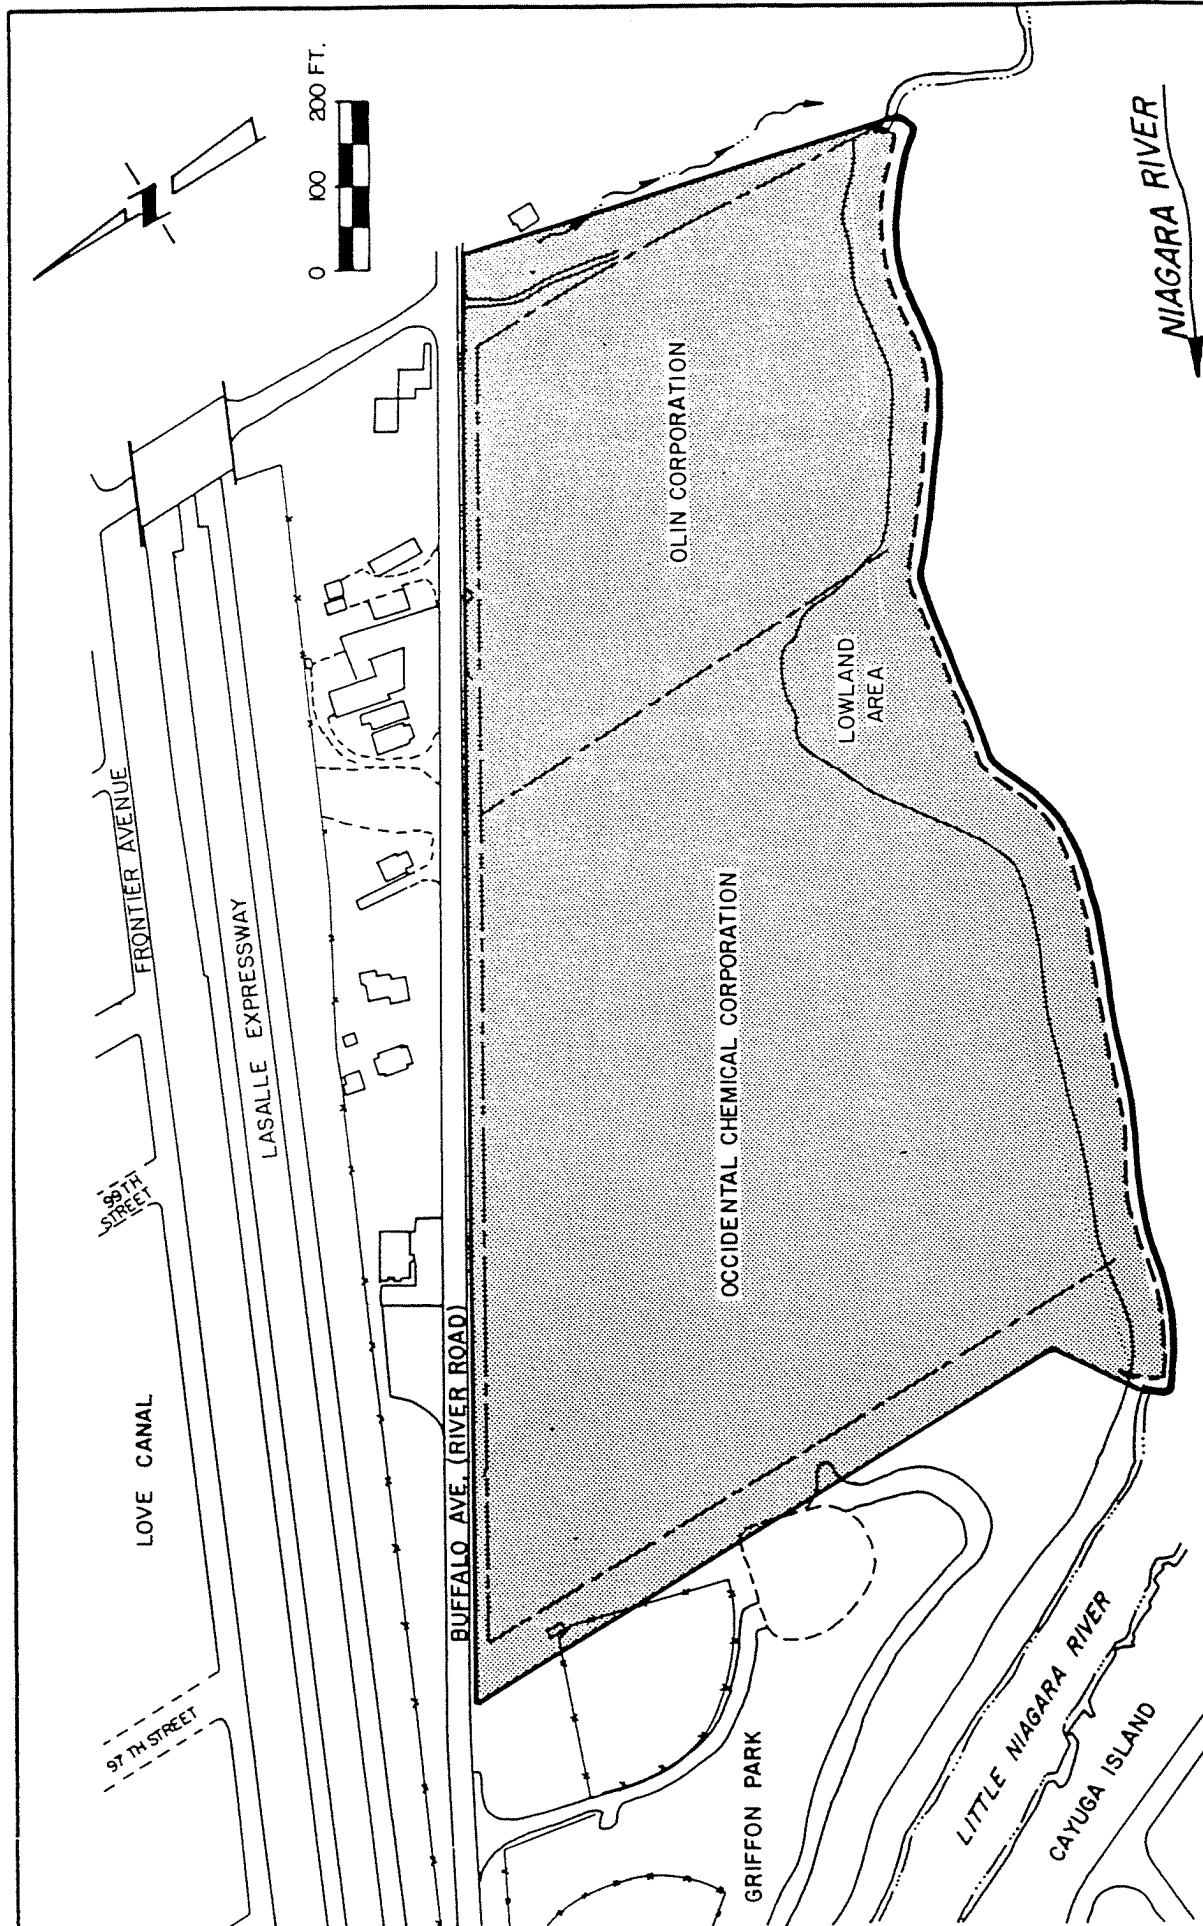 0 100 200 FT.
NIAGARA RIVER
FRONTIER AVENUE
LASALLE EXPRESSWAY
OLIN CORPORATION
LOWLAND
AREA
OCCIDENTAL CHEMICAL CORPORATION
99TH
STREET
LOVE CANAL
BUFFALO AVE. (RIVER ROAD)
97 TH STREET
GRIFFON PARK
LITTLE NIAGARA RIVER
CAYUGA ISLAND